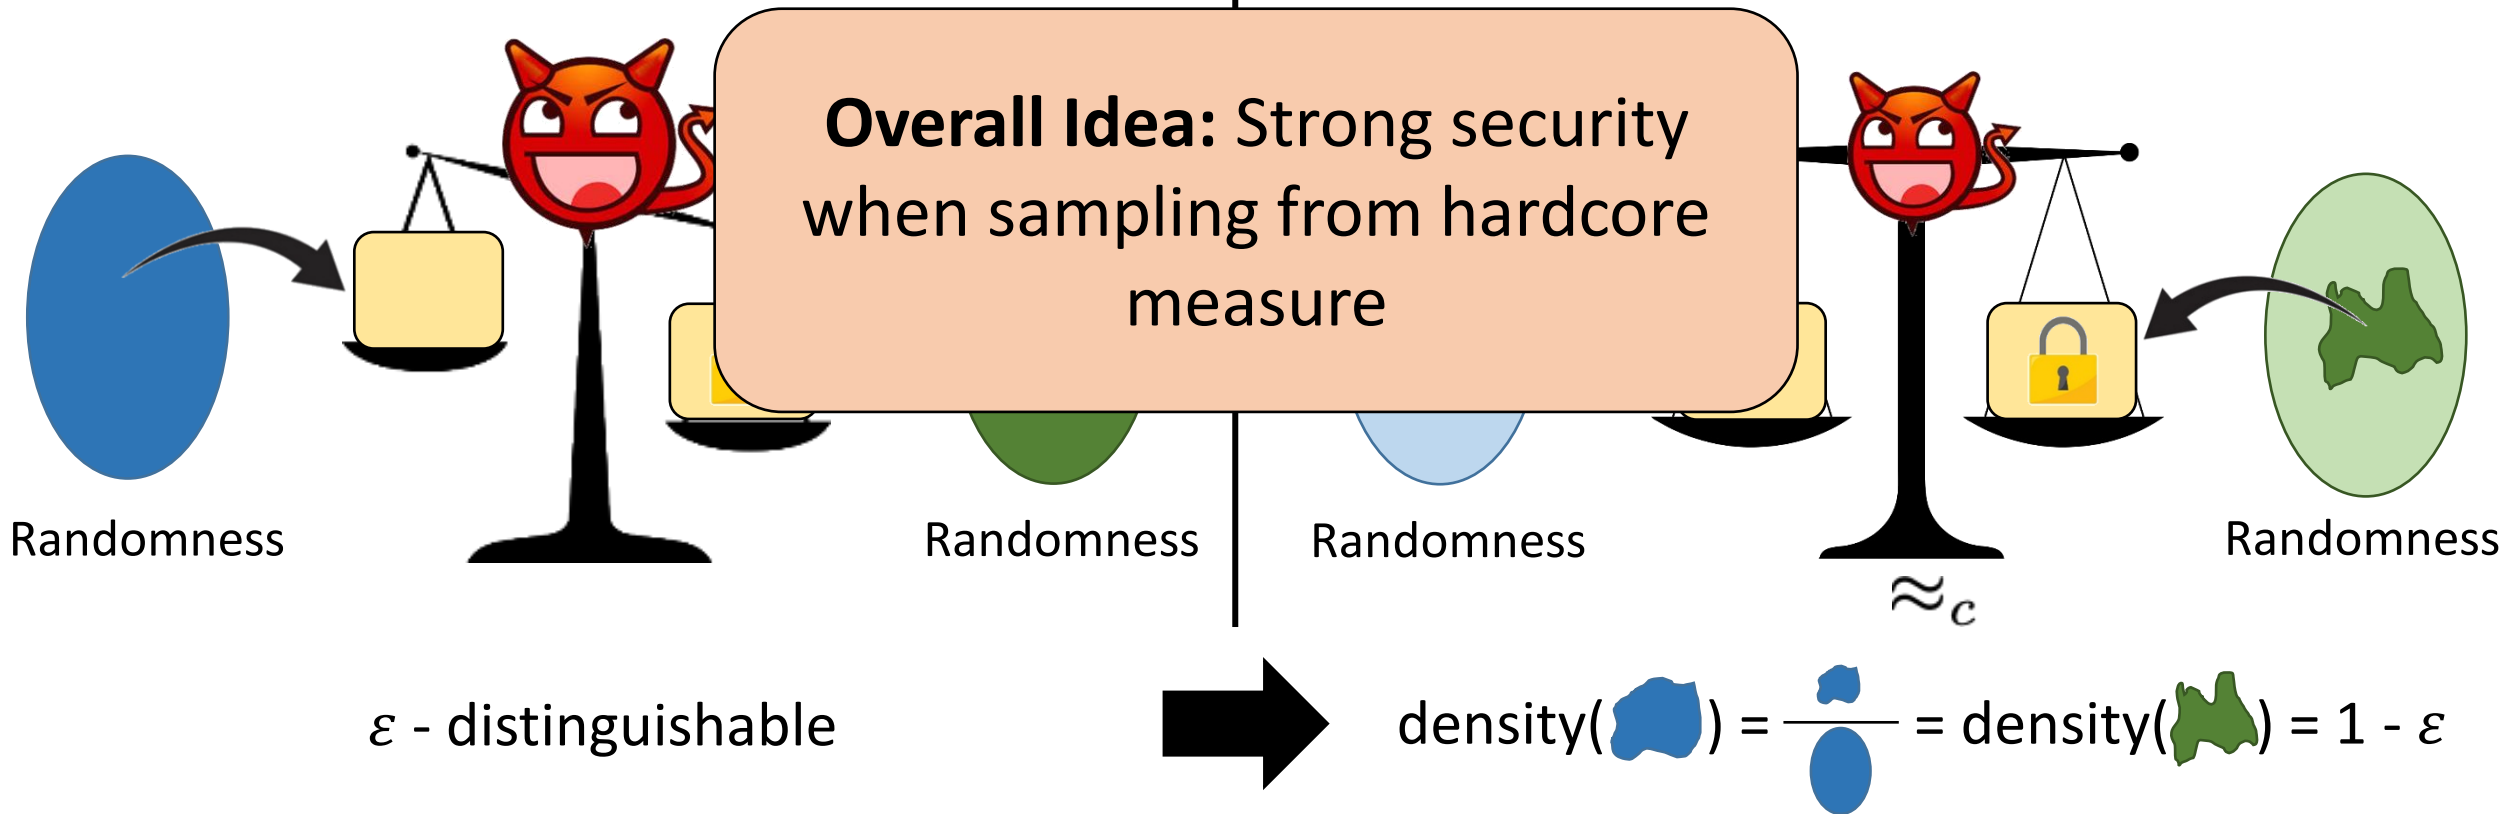 Overall Idea: Strong security
when sampling from hardcore
measure
Randomness
Randomness
Randomness
Randomness
≈c
ε - distinguishable
density( ) = = density( ) = 1 - ε